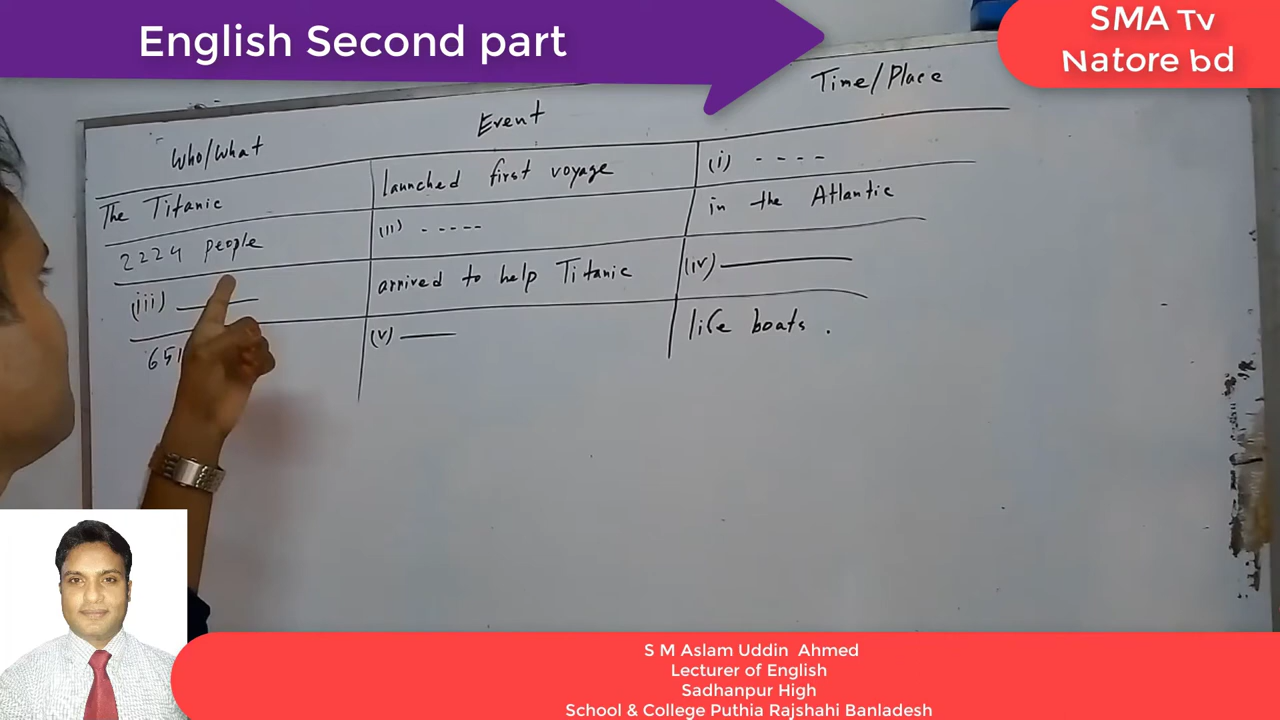 English Second part
SMA Tv
Natore bd
Who/What Event Time/Place
The Titanic launched first voyage (i) ----
2224 people (ii) ----- in the Atlantic
(iii) arrived to help Titanic (iv)
651 (v) life boats.
S M Aslam Uddin Ahmed
Lecturer of English
Sadhanpur High
School & College Puthia Rajshahi Banladesh